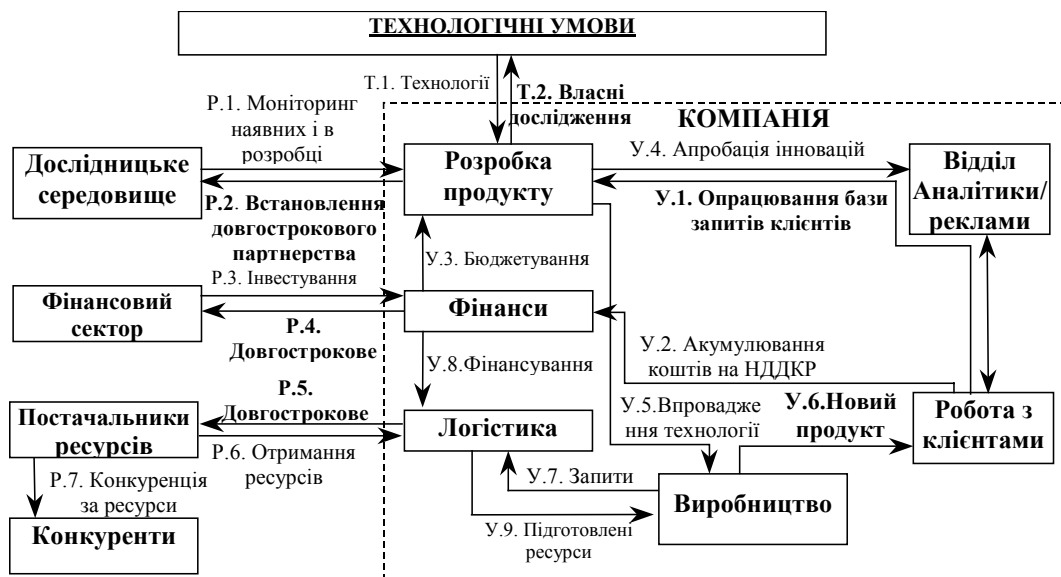 ТЕХНОЛОГІЧНІ УМОВИ
Т.1. Технології
Т.2. Власні
дослідження
Р.1. Моніторинг
наявних і в
розробці
КОМПАНІЯ
Дослідницьке
середовище
Розробка
продукту
У.4. Апробація інновацій
Відділ
Аналітики/
реклами
Р.2. Встановлення
довгострокового
партнерства
У.1. Опрацювання бази
запитів клієнтів
У.3. Бюджетування
Р.3. Інвестування
Фінансовий
сектор
Фінанси
Р.4.
Довгострокове
У.2. Акумулювання
коштів на НДДКР
У.8.Фінансування
Р.5.
Довгострокове
Постачальники
ресурсів
Логістика
У.5.Впровадже
ння технології
У.6.Новий
продукт
Робота з
клієнтами
Р.6. Отримання
ресурсів
Р.7. Конкуренція
за ресурси
У.7. Запити
Виробництво
Конкуренти
У.9. Підготовлені
ресурси